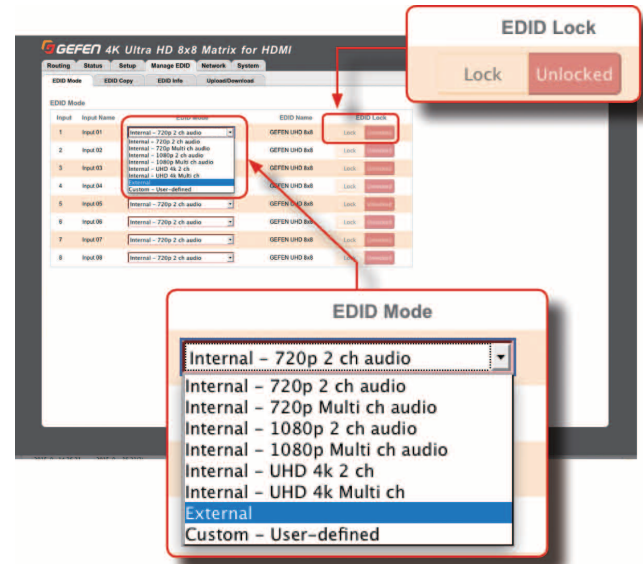 EDID Lock
Lock Unlocked
GEFEN 4K Ultra HD 8x8 Matrix for HDMI
Routing Status Setup Manage EDID Network System
EDID Mode EDID Copy EDID Info Upload/Download
EDID Mode
Input Input Name EDID Mode EDID Name EDID Lock
1 Input 01 Internal – 720p 2 ch audio GEFEN UHD 8x8 Lock Unlocked
Internal – 720p 2 ch audio
Internal – 720p Multi ch audio
2 Input 02 GEFEN UHD 8x8 Lock Unlocked
Internal – 1080p 2 ch audio
Internal – 1080p Multi ch audio
3 Input 03 GEFEN UHD 8x8 Lock Unlocked
Internal – UHD 4k 2 ch
Internal – UHD 4k Multi ch
4 Input 04 GEFEN UHD 8x8 Lock Unlocked
External
Custom – User-defined
5 Input 05 Internal – 720p 2 ch audio GEFEN UHD 8x8 Lock Unlocked
6 Input 06 Internal – 720p 2 ch audio GEFEN UHD 8x8 Lock Unlocked
7 Input 07 Internal – 720p 2 ch audio GEFEN UHD 8x8 Lock Unlocked
8 Input 08 Internal – 720p 2 ch audio GEFEN UHD 8x8 Lock Unlocked
EDID Mode
Internal – 720p 2 ch audio
Internal – 720p 2 ch audio
Internal – 720p Multi ch audio
Internal – 1080p 2 ch audio
Internal – 1080p Multi ch audio
Internal – UHD 4k 2 ch
Internal – UHD 4k Multi ch
External
Custom – User-defined